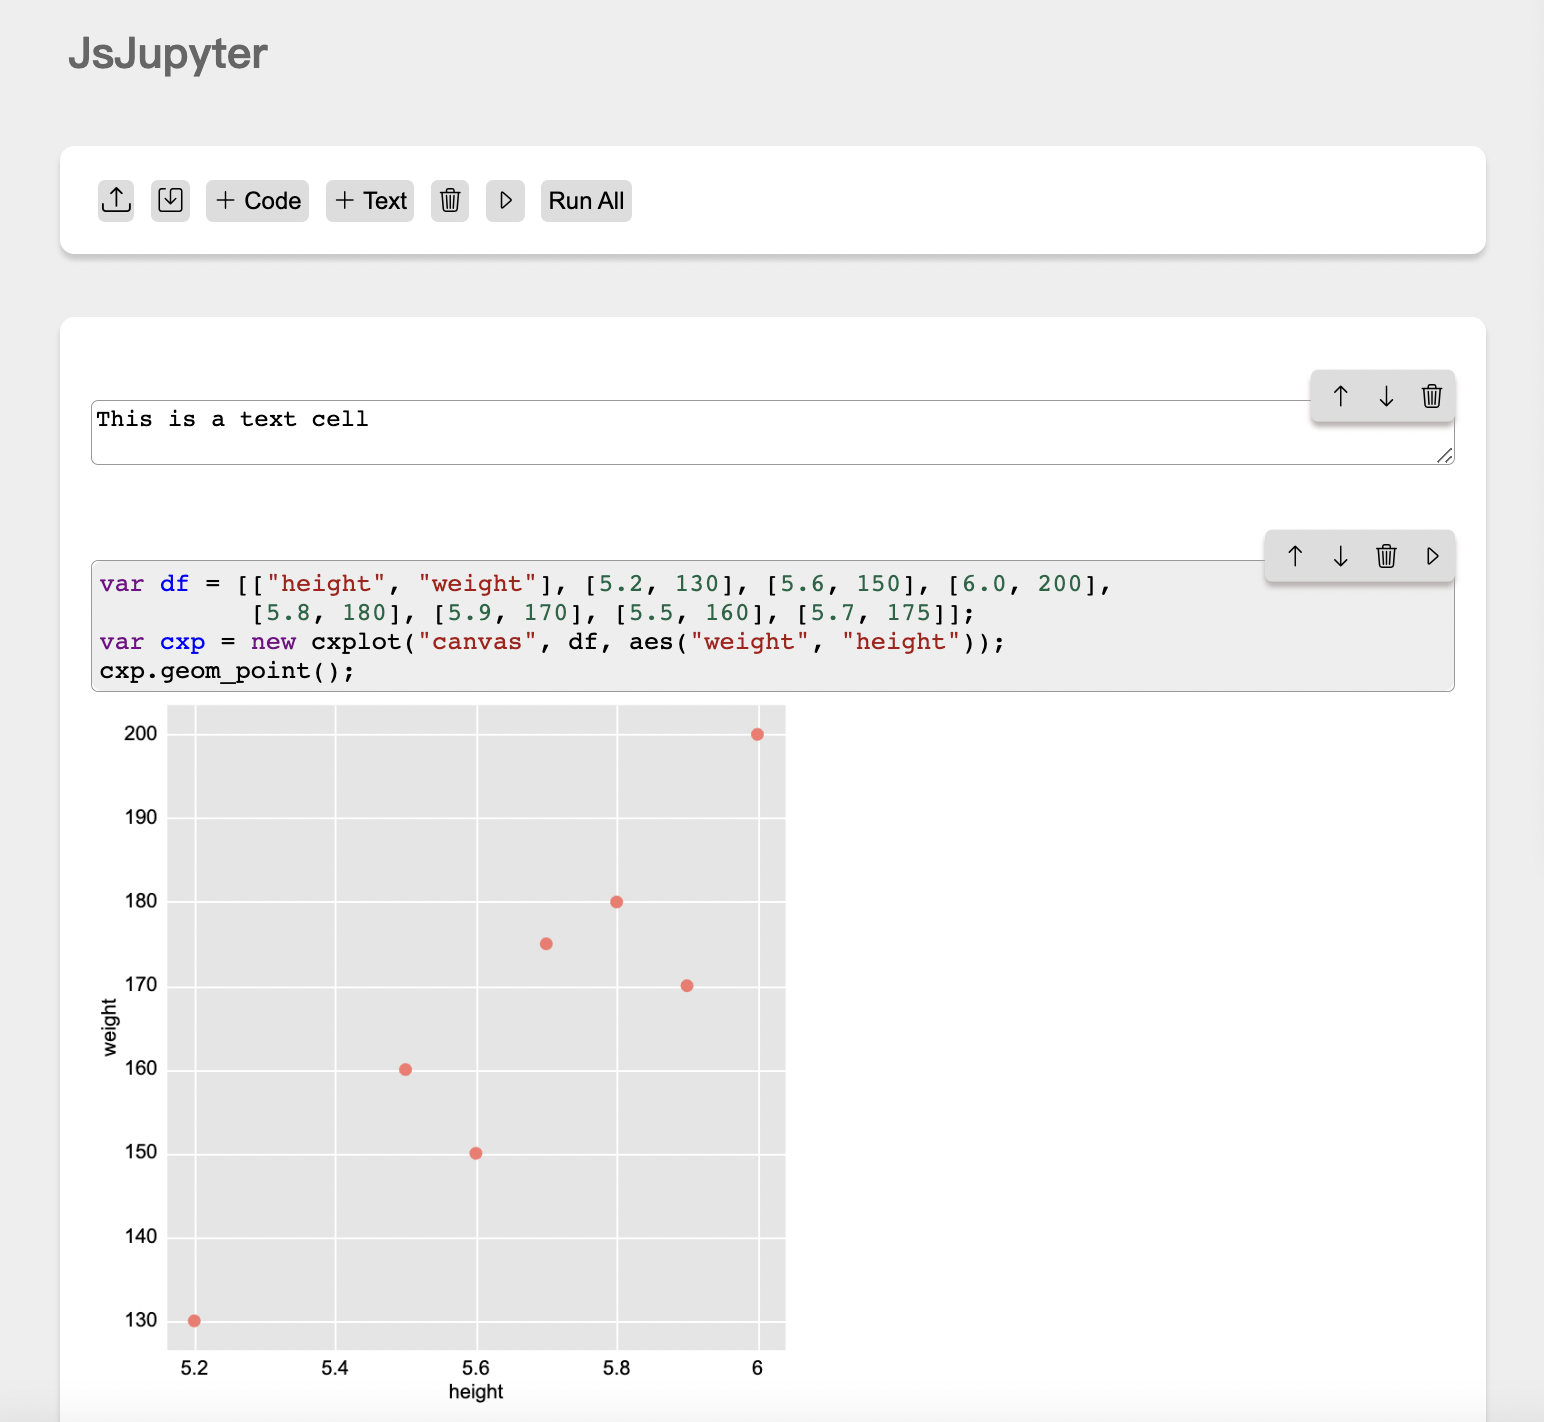 JsJupyter
+ Code + Text Run All
This is a text cell
var df = [["height", "weight"], [5.2, 130], [5.6, 150], [6.0, 200],
[5.8, 180], [5.9, 170], [5.5, 160], [5.7, 175]];
var cxp = new cxplot("canvas", df, aes("weight", "height"));
cxp.geom_point();
200
190
180
170
weight
160
150
140
130
5.2 5.4 5.6 5.8 6
height